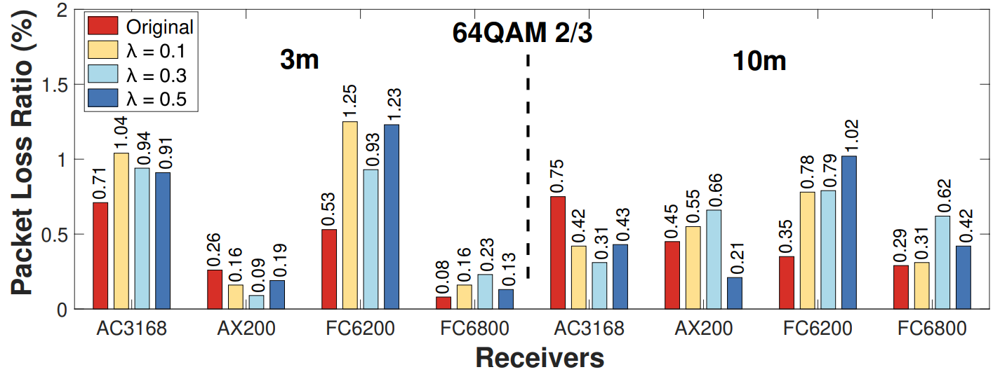 Packet Loss Ratio (%)
2
1.5
1
0.5
0
Original
λ = 0.1
λ = 0.3
λ = 0.5
64QAM 2/3
3m
10m
0.71 1.04 0.94 0.91
0.26 0.16 0.09 0.19
0.53 1.25 0.93 1.23
0.08 0.16 0.23 0.13
0.75 0.42 0.31 0.43
0.45 0.55 0.66 0.21
0.35 0.78 0.79 1.02
0.29 0.31 0.62 0.42
AC3168 AX200 FC6200 FC6800 AC3168 AX200 FC6200 FC6800
Receivers